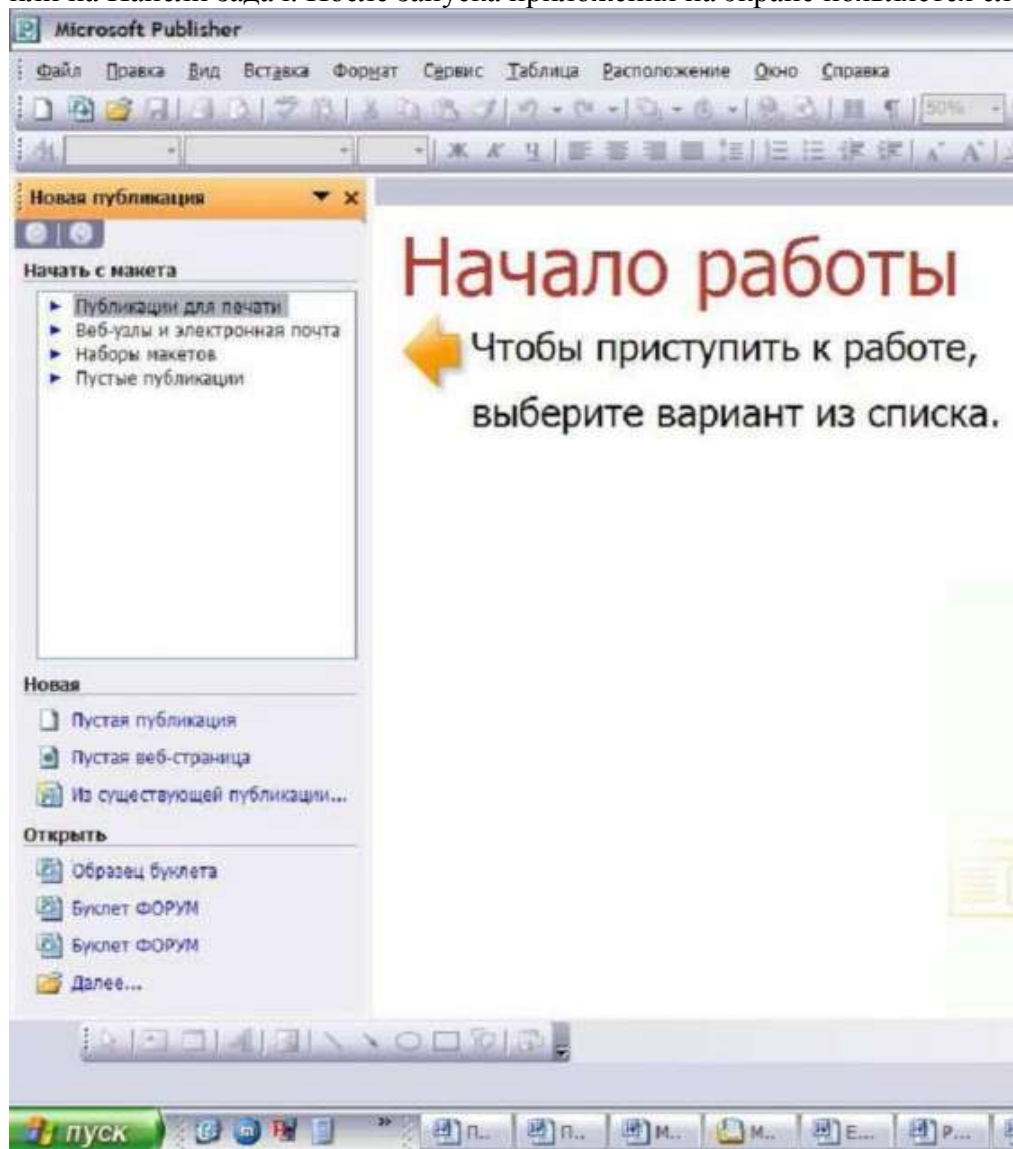 Microsoft Publisher
Файл Правка Вид Вставка Формат Сервис Таблица Расположение Окно Справка
50%
Ж К Ч
Новая публикация
Начать с макета
Публикации для печати
Веб-узлы и электронная почта
Наборы макетов
Пустые публикации
Начало работы
Чтобы приступить к работе,
выберите вариант из списка.
Новая
Пустая публикация
Пустая веб-страница
Из существующей публикации...
Открыть
Образец буклета
Буклет ФОРУМ
Буклет ФОРУМ
Далее...
пуск П... П... М... М... Е... Р...